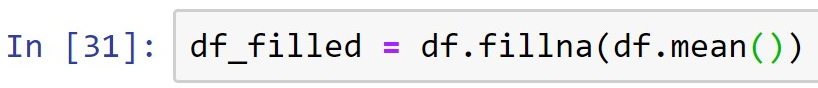 In [31]: df_filled = df.fillna(df.mean())